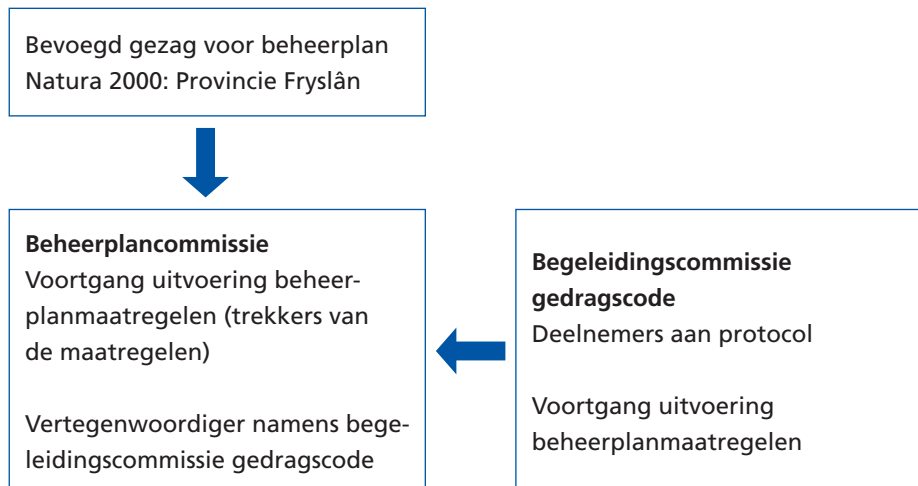 Bevoegd gezag voor beheerplan
Natura 2000: Provincie Fryslân
Beheerplancommissie
Voortgang uitvoering beheer-
planmaatregelen (trekkers van
de maatregelen)
Vertegenwoordiger namens bege-
leidingscommissie gedragscode
Begeleidingscommissie
gedragscode
Deelnemers aan protocol
Voortgang uitvoering
beheerplanmaatregelen